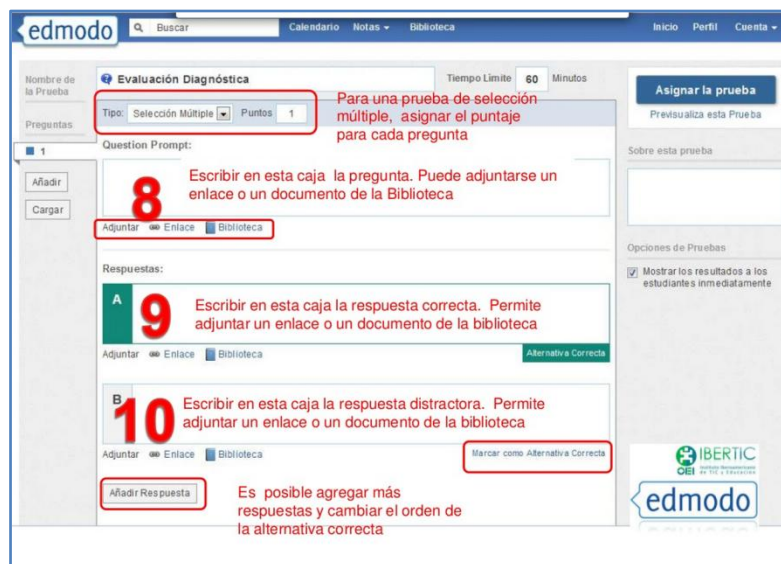 edmodo
Buscar
Calendario Notas Biblioteca
Inicio Perfil Cuenta
Nombre de
la Prueba
Evaluación Diagnóstica
Tiempo Limite 60 Minutos
Asignar la prueba
Previsualiza esta Prueba
Preguntas
Tipo: Selección Múltiple Puntos 1
Para una prueba de selección
múltiple, asignar el puntaje
para cada pregunta
1
Añadir
Cargar
Question Prompt:
8
Escribir en esta caja la pregunta. Puede adjuntarse un
enlace o un documento de la Biblioteca
Adjuntar Enlace Biblioteca
Sobre esta prueba
Opciones de Pruebas
Mostrar los resultados a los
estudiantes inmediatamente
Respuestas:
A
9
Escribir en esta caja la respuesta correcta. Permite
adjuntar un enlace o un documento de la biblioteca
Adjuntar Enlace Biblioteca
Alternativa Correcta
B
10
Escribir en esta caja la respuesta distractora. Permite
adjuntar un enlace o un documento de la biblioteca
Adjuntar Enlace Biblioteca
Marcar como Alternativa Correcta
Añadir Respuesta
Es posible agregar más
respuestas y cambiar el orden de
la alternativa correcta
IBERTIC
OEI
Instituto Iberoamericano
de TIC y Educación
edmodo